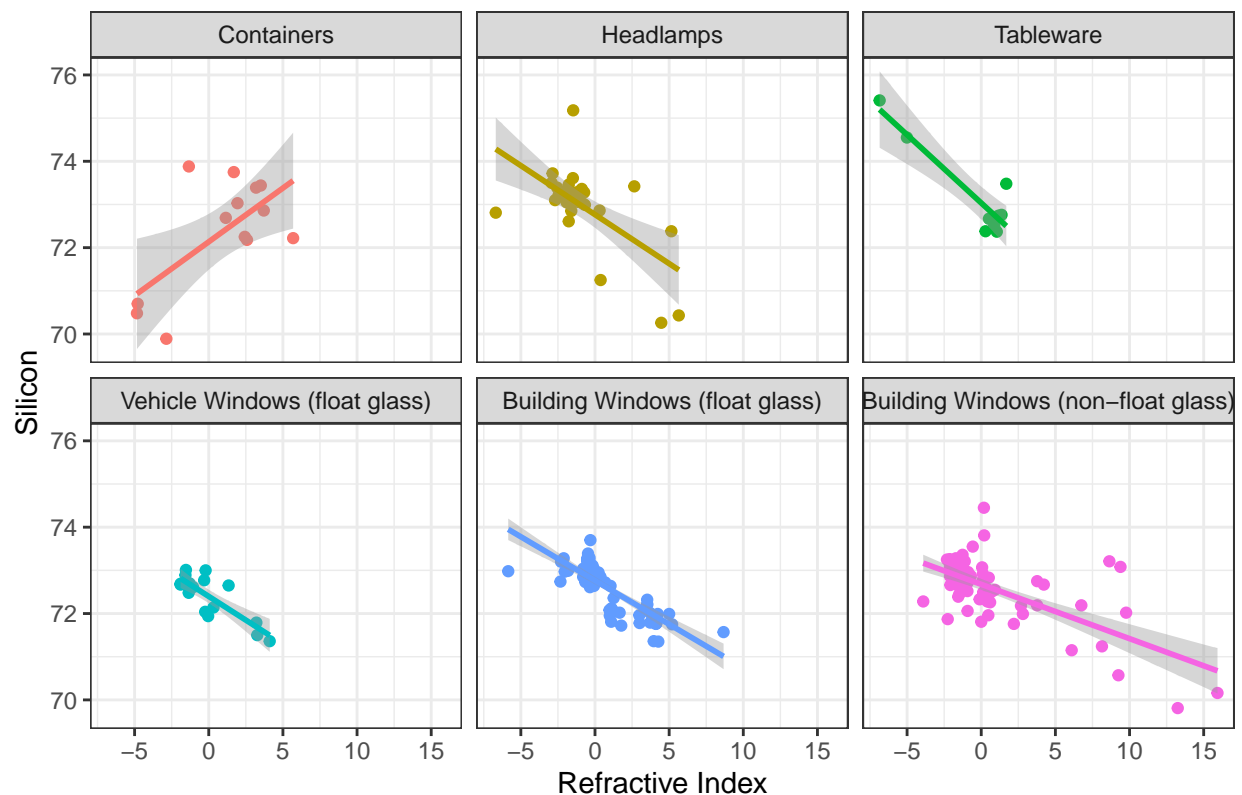 Containers Headlamps Tableware
76
74
72
70
Silicon
Vehicle Windows (float glass) Building Windows (float glass) Building Windows (non−float glass)
76
74
72
70
−5 0 5 10 15 −5 0 5 10 15 −5 0 5 10 15
Refractive Index